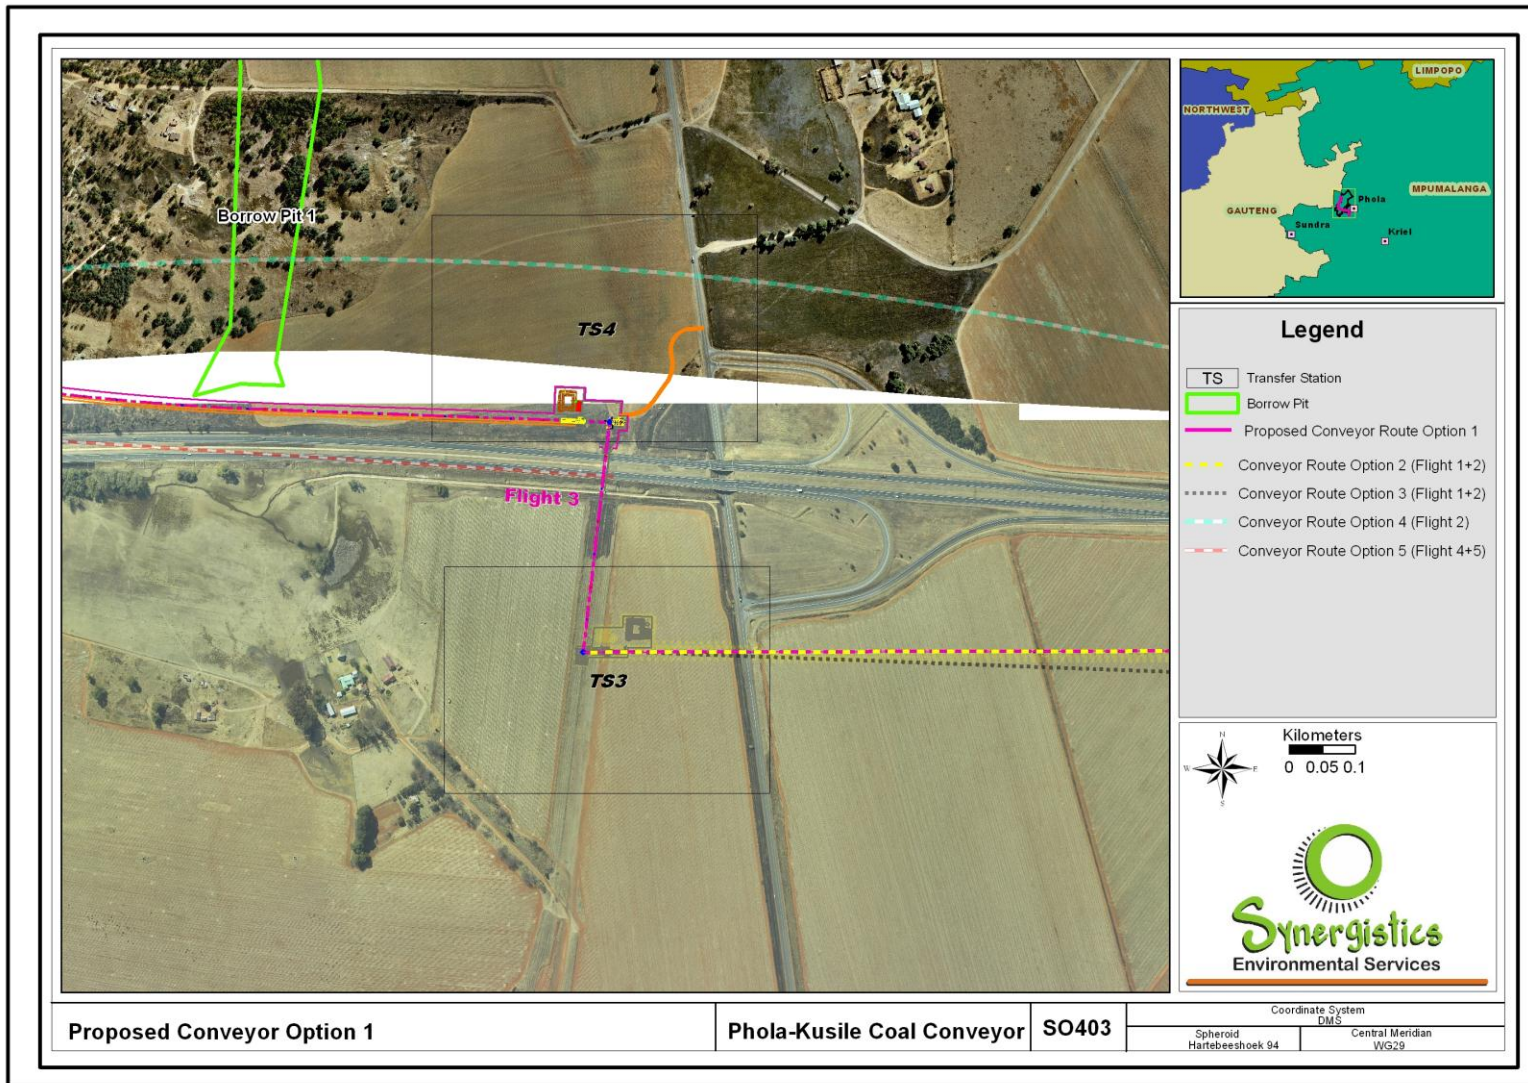 Borrow Pit 1
TS4
Flight 3
TS3
LIMPOPO
NORTHWEST
MPUMALANGA
Phola
GAUTENG
Sundra
Kriel
Legend
TS Transfer Station
Borrow Pit
Proposed Conveyor Route Option 1
Conveyor Route Option 2 (Flight 1+2)
Conveyor Route Option 3 (Flight 1+2)
Conveyor Route Option 4 (Flight 2)
Conveyor Route Option 5 (Flight 4+5)
N
W E
S
Kilometers
0 0.05 0.1
Synergistics
Environmental Services
Proposed Conveyor Option 1
Phola-Kusile Coal Conveyor
SO403
Coordinate System
DMS
Spheroid
Hartebeeshoek 94
Central Meridian
WG29